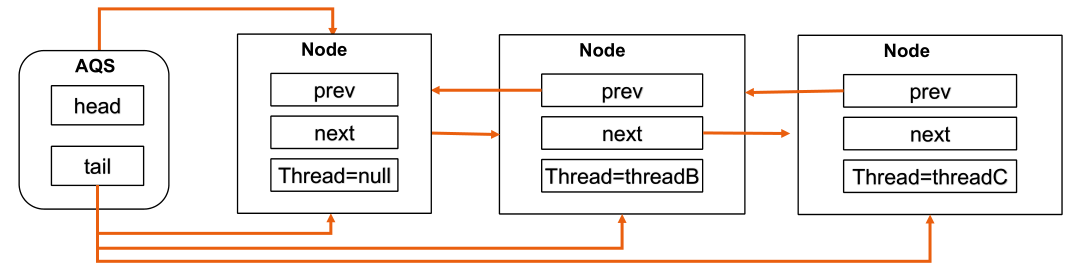 AQS
head
tail
Node
prev
next
Thread=null
Node
prev
next
Thread=threadB
Node
prev
next
Thread=threadC